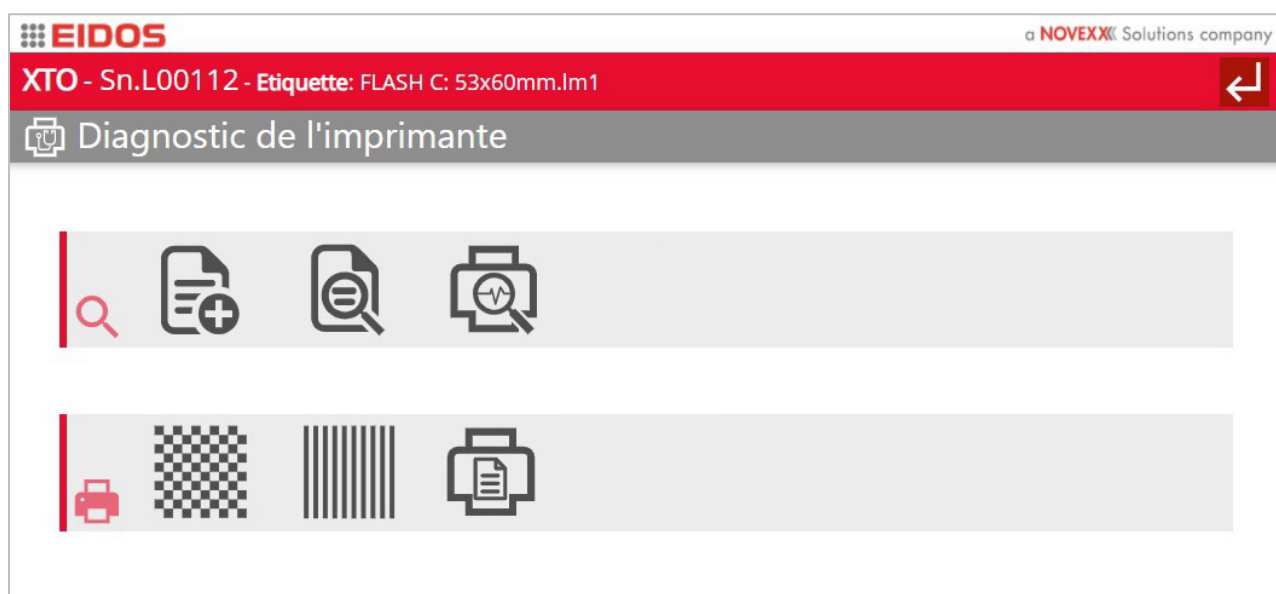 EIDOS
a NOVEXX Solutions company
XTO - Sn.L00112 - Etiquette: FLASH C: 53x60mm.lm1
Diagnostic de l'imprimante